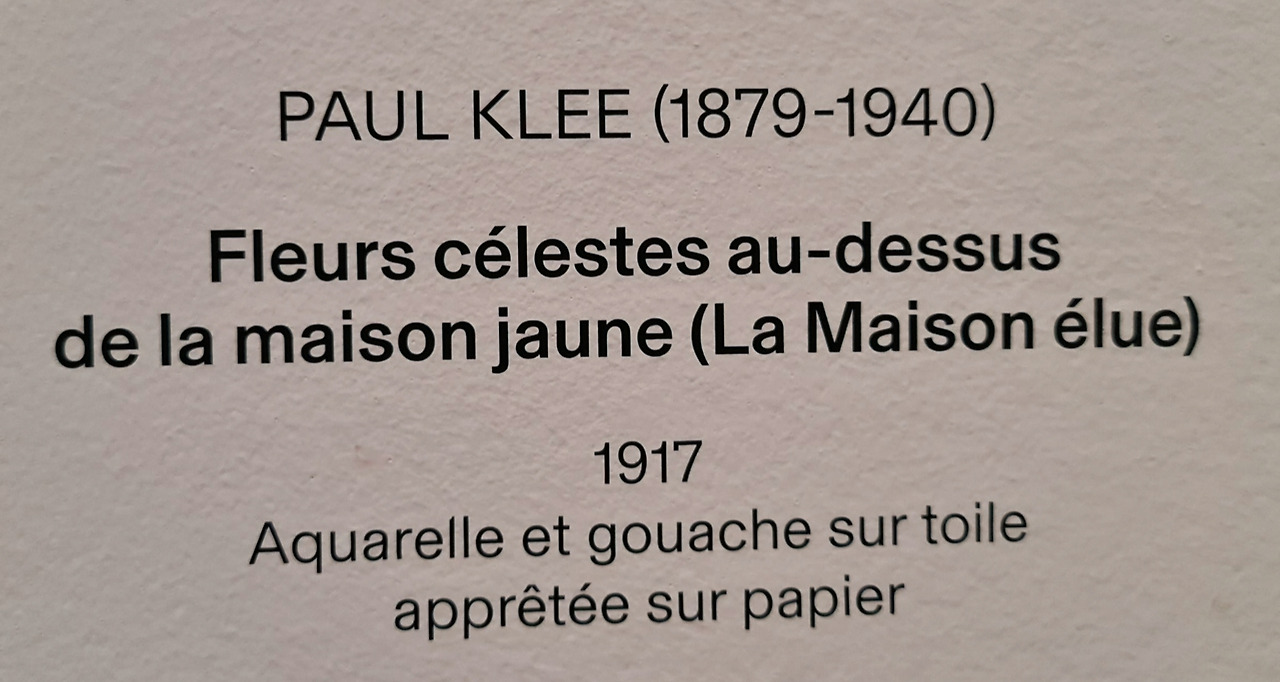 PAUL KLEE (1879-1940)
Fleurs célestes au-dessus
de la maison jaune (La Maison élue)
1917
Aquarelle et gouache sur toile
apprêtée sur papier